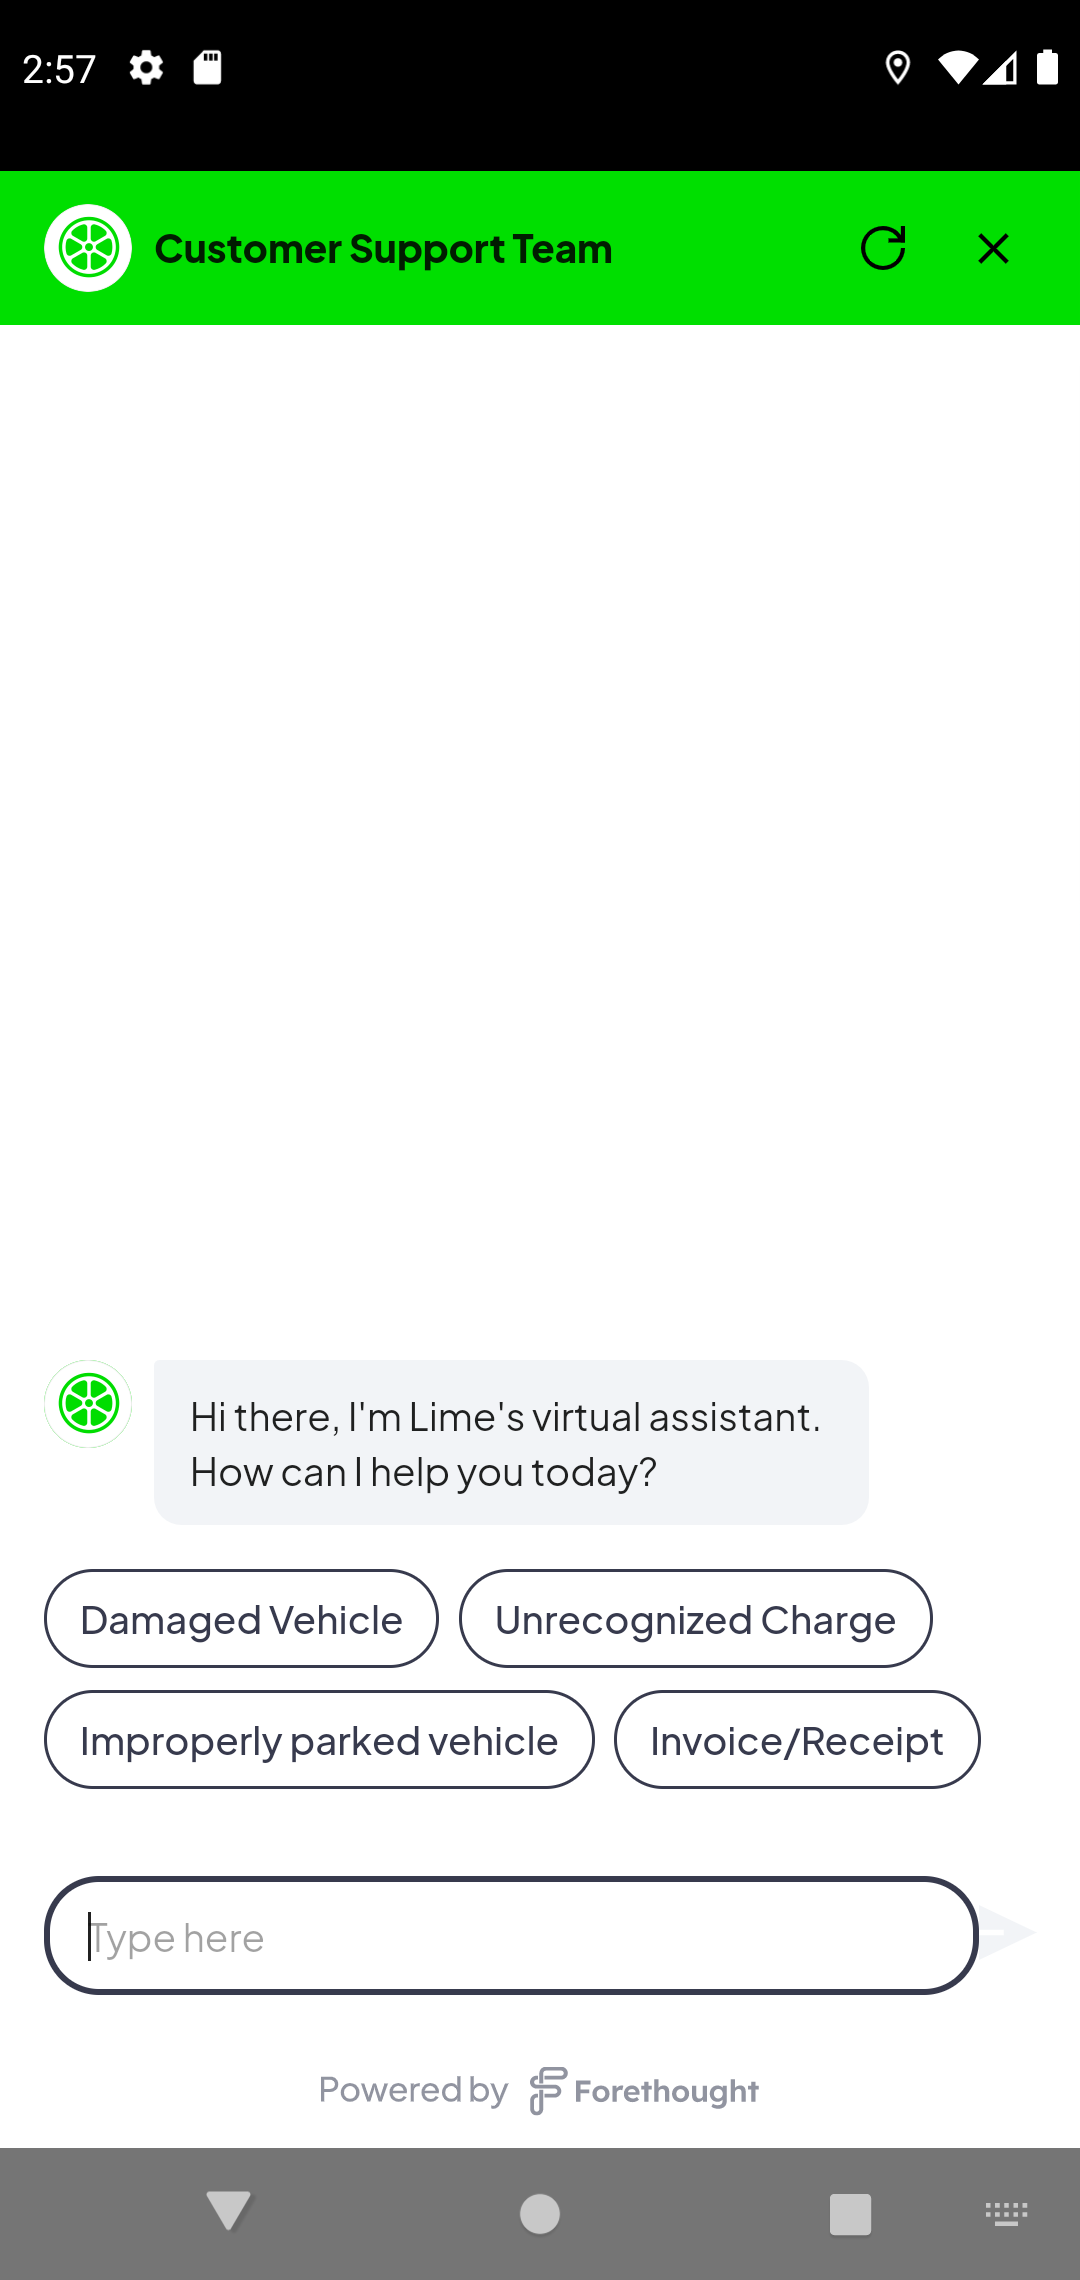 2:57
Customer Support Team
Hi there, I'm Lime's virtual assistant.
How can I help you today?
Damaged Vehicle
Unrecognized Charge
Improperly parked vehicle
Invoice/Receipt
Type here
Powered by Forethought